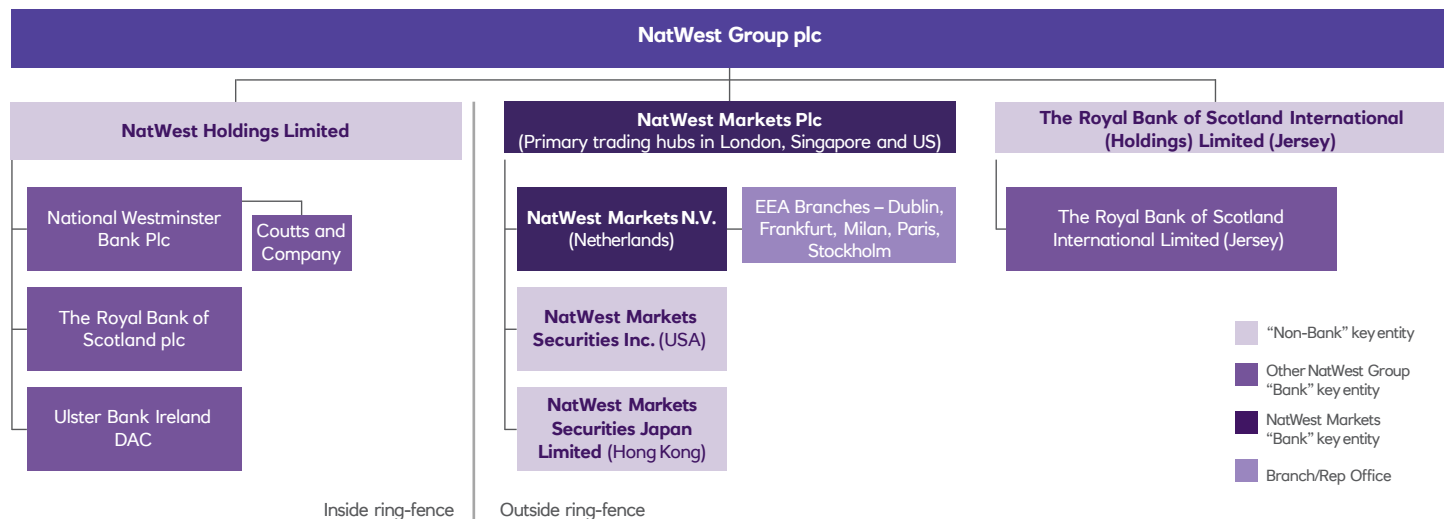 NatWest Group plc
NatWest Holdings Limited
NatWest Markets Plc
(Primary trading hubs in London, Singapore and US)
The Royal Bank of Scotland International
(Holdings) Limited (Jersey)
National Westminster
Bank Plc
Coutts and
Company
The Royal Bank of
Scotland plc
Ulster Bank Ireland
DAC
NatWest Markets N.V.
(Netherlands)
EEA Branches – Dublin,
Frankfurt, Milan, Paris,
Stockholm
NatWest Markets
Securities Inc. (USA)
NatWest Markets
Securities Japan
Limited (Hong Kong)
The Royal Bank of Scotland
International Limited (Jersey)
"Non-Bank" key entity
Other NatWest Group
"Bank" key entity
NatWest Markets
"Bank" key entity
Branch/Rep Office
Inside ring-fence
Outside ring-fence